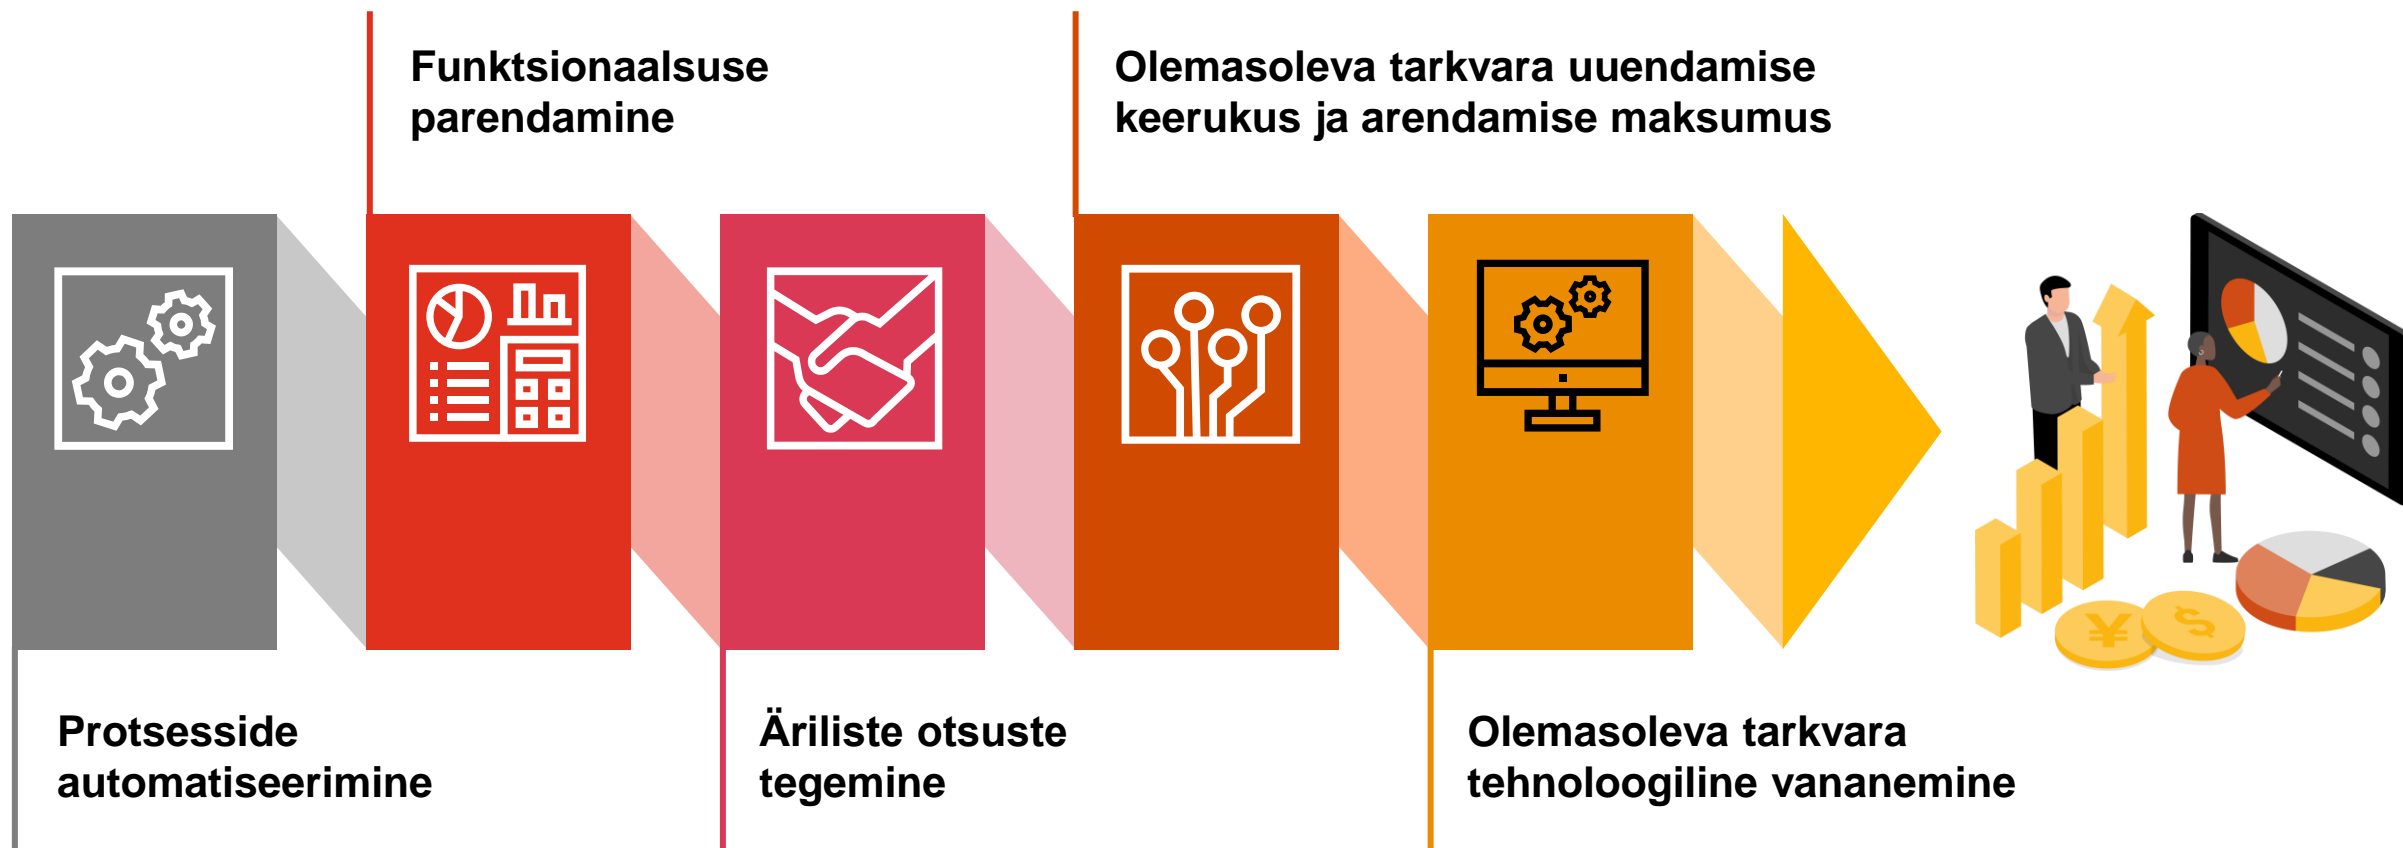 Funktsionaalsuse
parendamine
Olemasoleva tarkvara uuendamise
keerukus ja arendamise maksumus
¥
$
Protsesside
automatiseerimine
Äriliste otsuste
tegemine
Olemasoleva tarkvara
tehnoloogiline vananemine